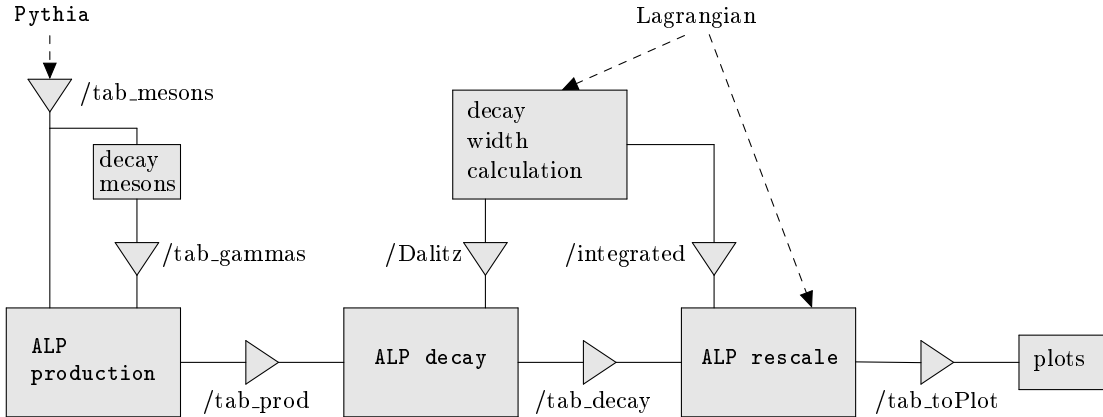 Pythia
Lagrangian
/tab_mesons
decay
width
calculation
decay
mesons
/tab_gammas
/Dalitz
/integrated
ALP
production
ALP decay
ALP rescale
plots
/tab_prod
/tab_decay
/tab_toPlot